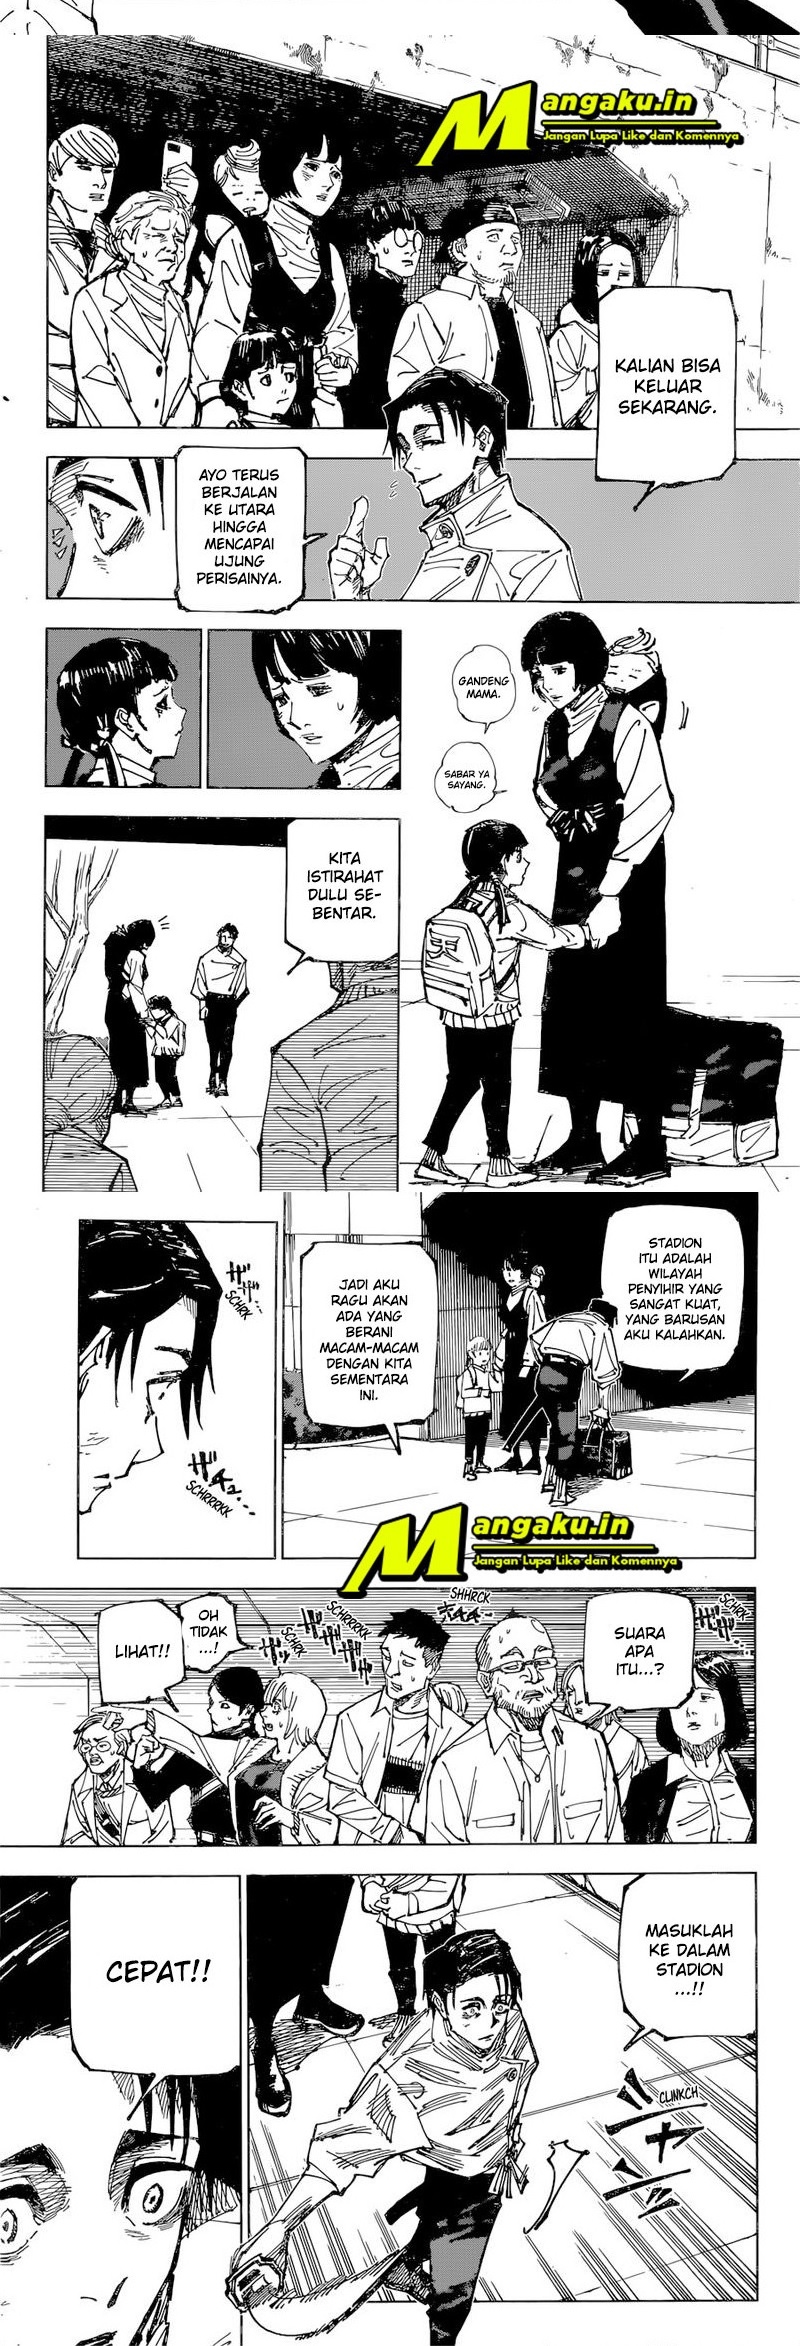 Mangaku.in
Jangan Lupa Like dan Komennya
KALIAN BISA
KELUAR
SEKARANG.
AYO TERUS
BERJALAN
KE UTARA
HINGGA
MENCAPAI
UJUNG
PERISAINYA.
GANDENG
MAMA.
SABAR YA
SAYANG.
天
KITA
ISTIRAHAT
DULU SE-
BENTAR.
STADION
ITU ADALAH
WILAYAH
PENYIHIR YANG
SANGAT KUAT,
YANG BARUSAN
AKU KALAHKAN.
JADI AKU
RAGU AKAN
ADA YANG
BERANI
MACAM-MACAM
DENGAN KITA
SEMENTARA
INI.
SCHRK
SCHRRRKK
Mangaku.in
Jangan Lupa Like dan Komennya
SUARA
APA
ITU...?
SHHRCK
SCHRRRKK
SCHRK
OH
TIDAK
...!
LIHAT!!
MASUKLAH
KE DALAM
STADION
...!!
CLINKCH
CEPAT!!